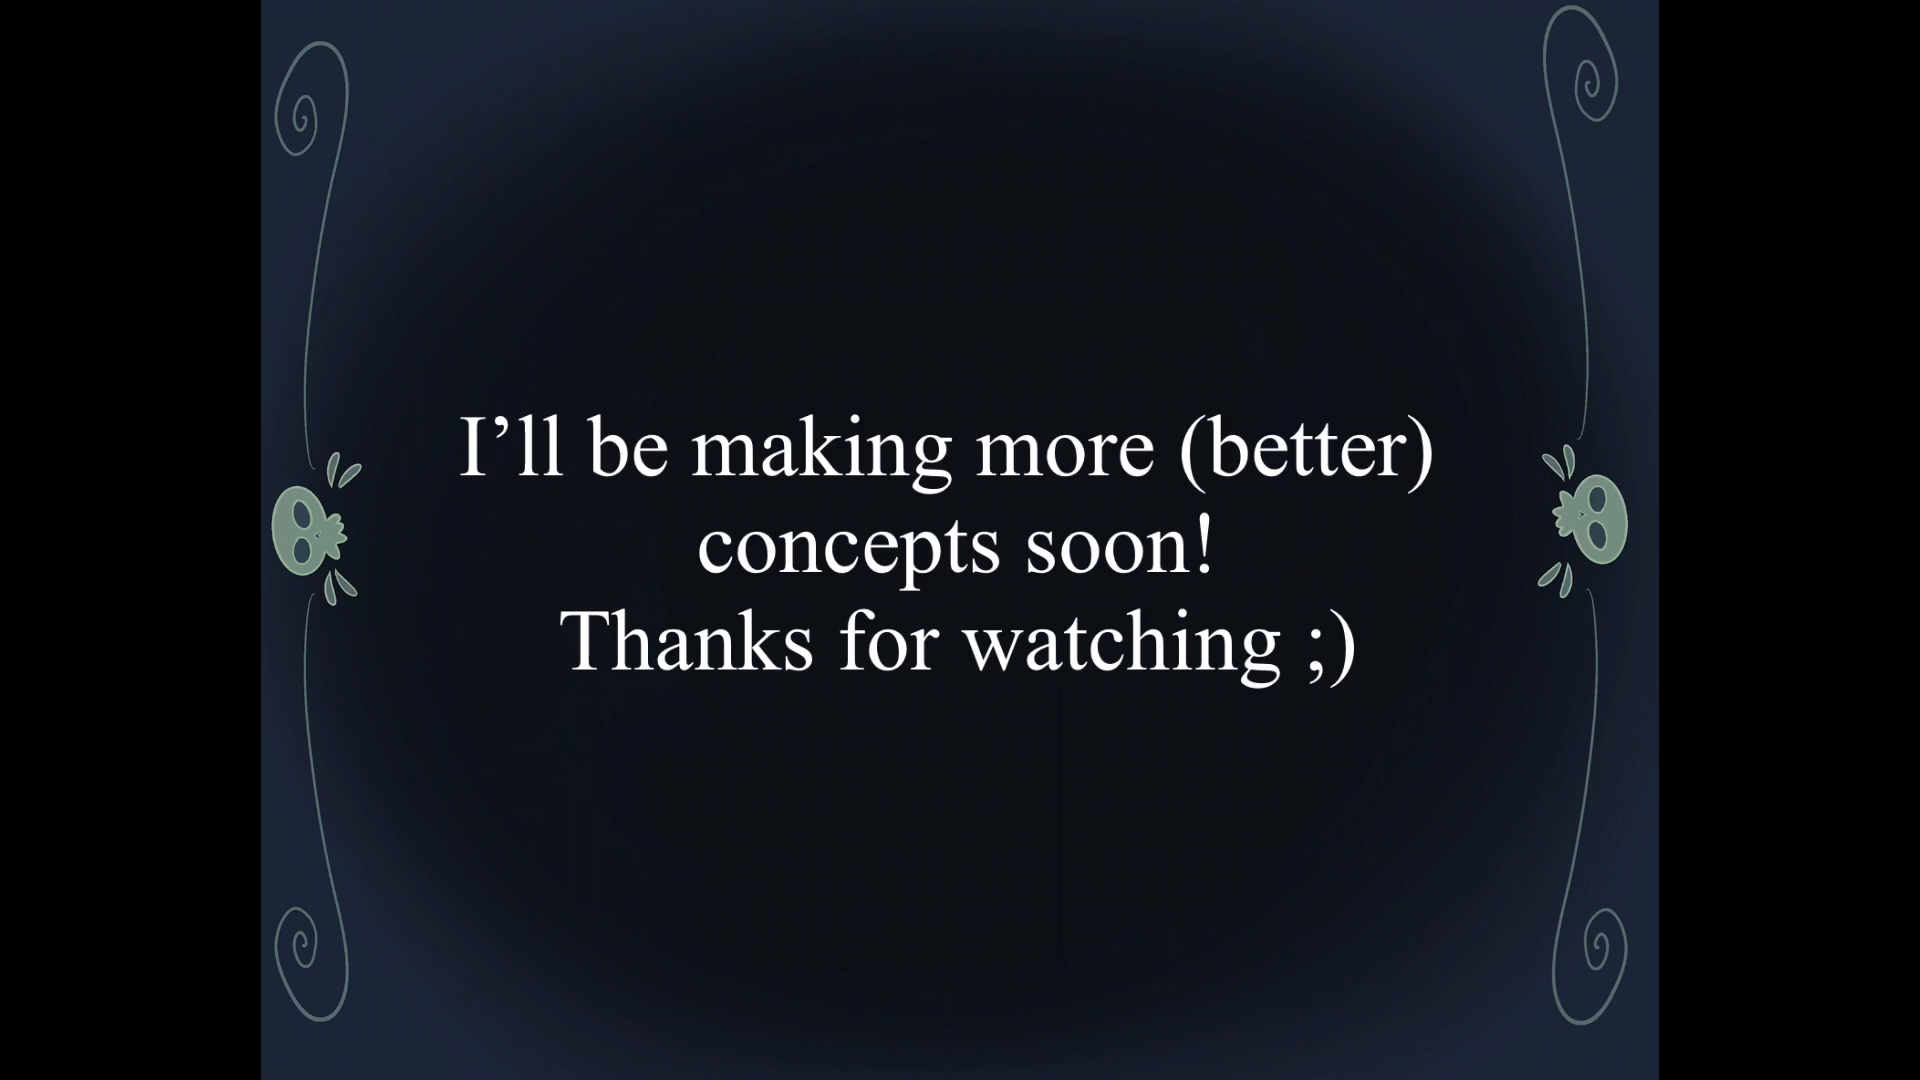 I’ll be making more (better)
concepts soon!
Thanks for watching ;)